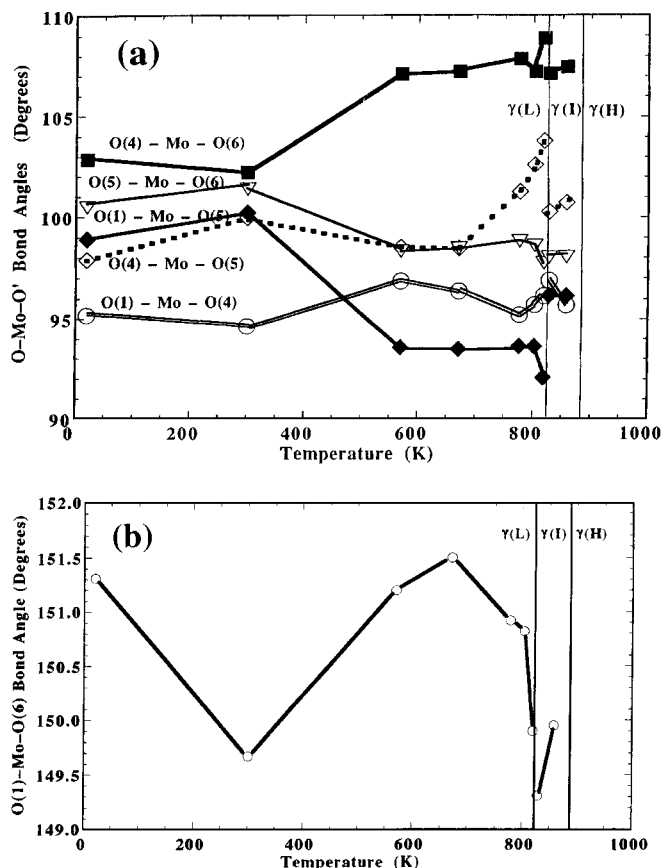 110
(a)
105
γ(L)
γ(I)
γ(H)
O(4) – Mo – O(6)
O(5) – Mo – O(6)
100
O(1) – Mo – O(5)
O(4) – Mo – O(5)
O(1) – Mo – O(4)
95
90
O–Mo–O' Bond Angles (Degrees)
0 200 400 600 800 1000
Temperature (K)
152.0
(b)
γ(L)
γ(I)
γ(H)
151.5
151.0
150.5
150.0
149.5
149.0
O(1)–Mo–O(6) Bond Angle (Degrees)
0 200 400 600 800 1000
Temperature (K)